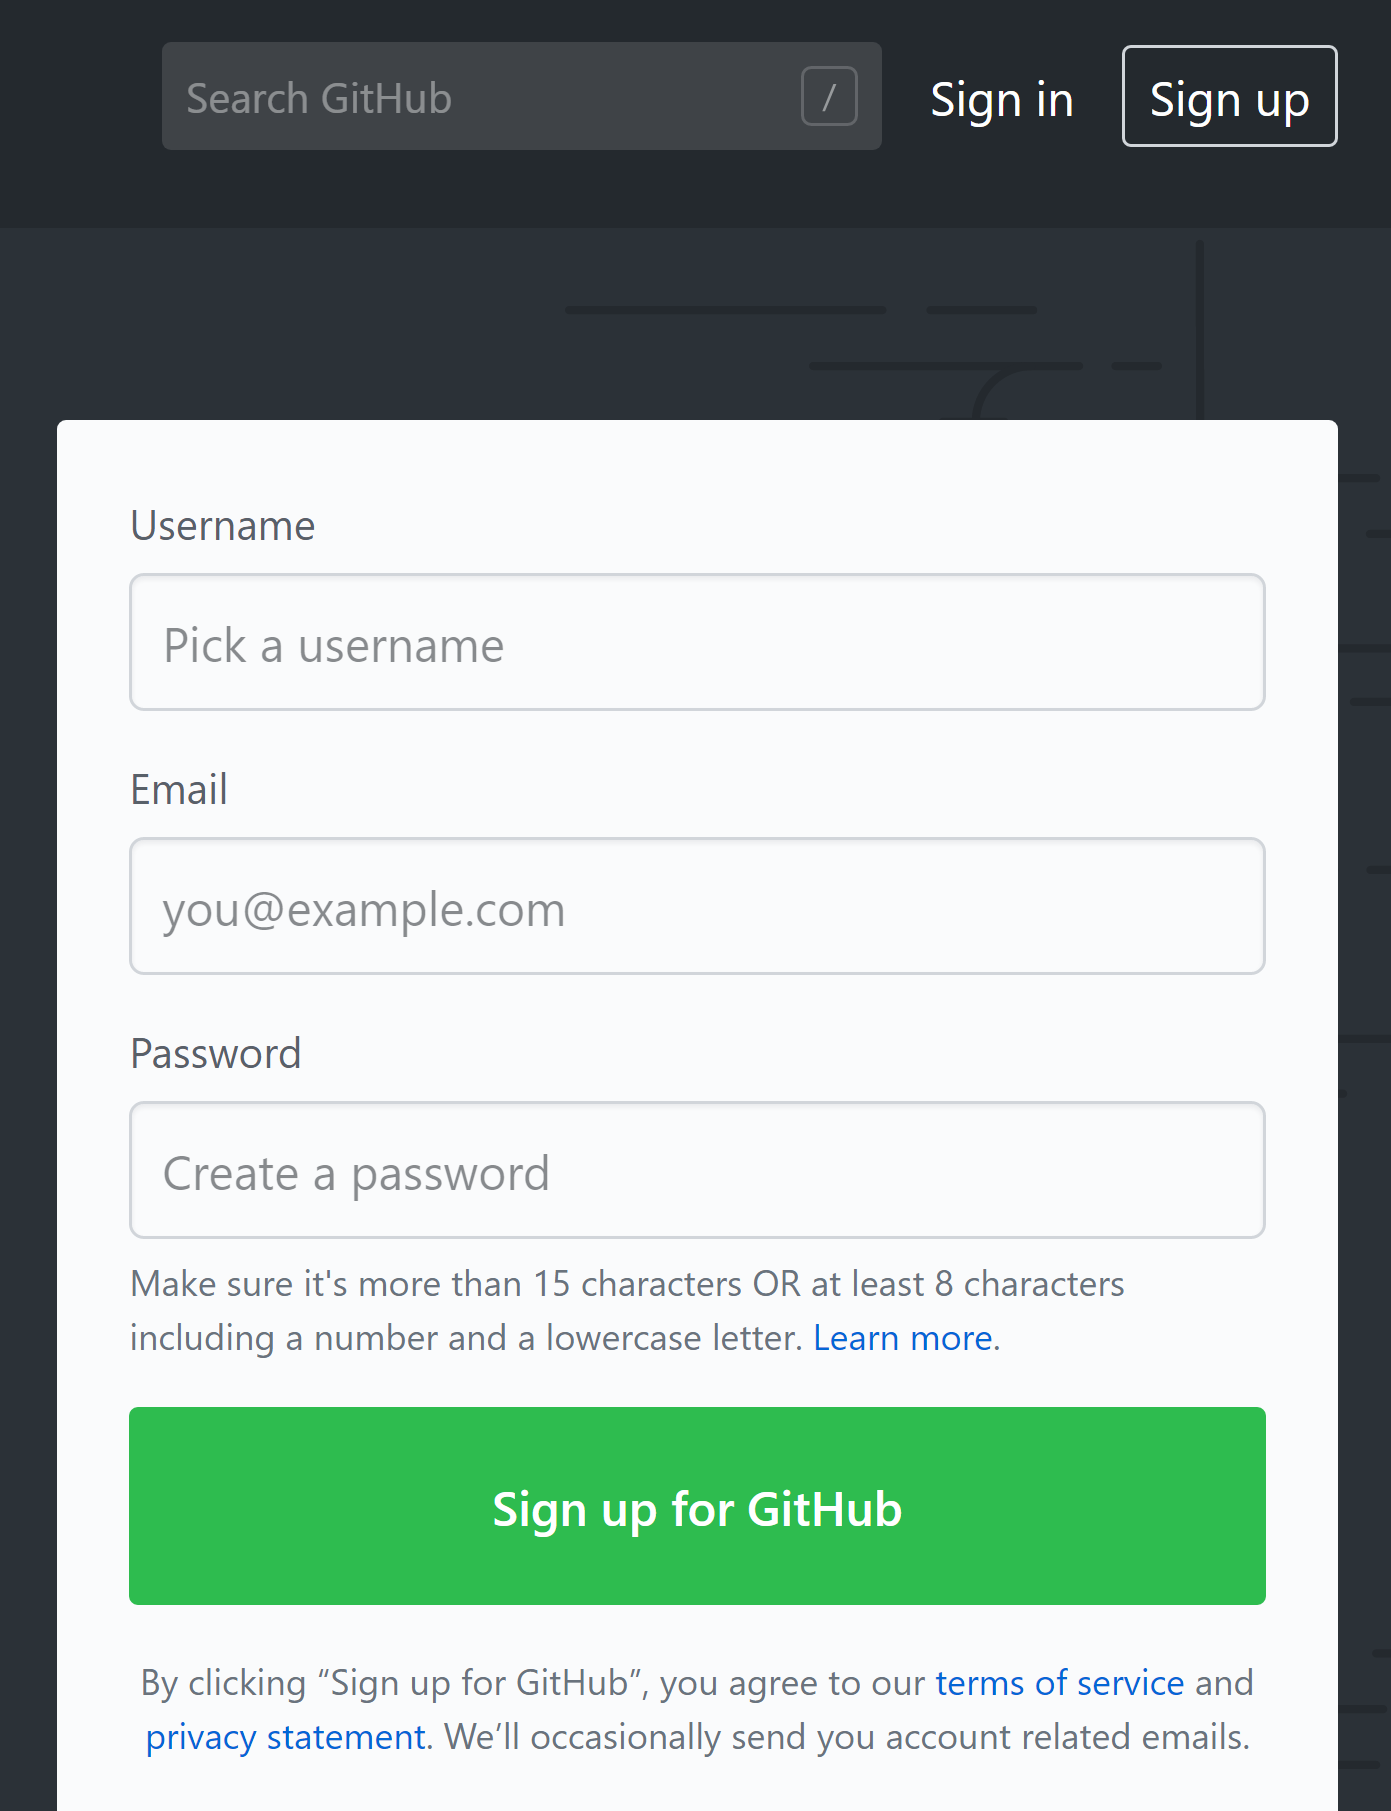 Search GitHub /
Sign in
Sign up
Username
Pick a username
Email
you@example.com
Password
Create a password
Make sure it's more than 15 characters OR at least 8 characters
including a number and a lowercase letter. Learn more.
Sign up for GitHub
By clicking “Sign up for GitHub”, you agree to our terms of service and
privacy statement. We’ll occasionally send you account related emails.